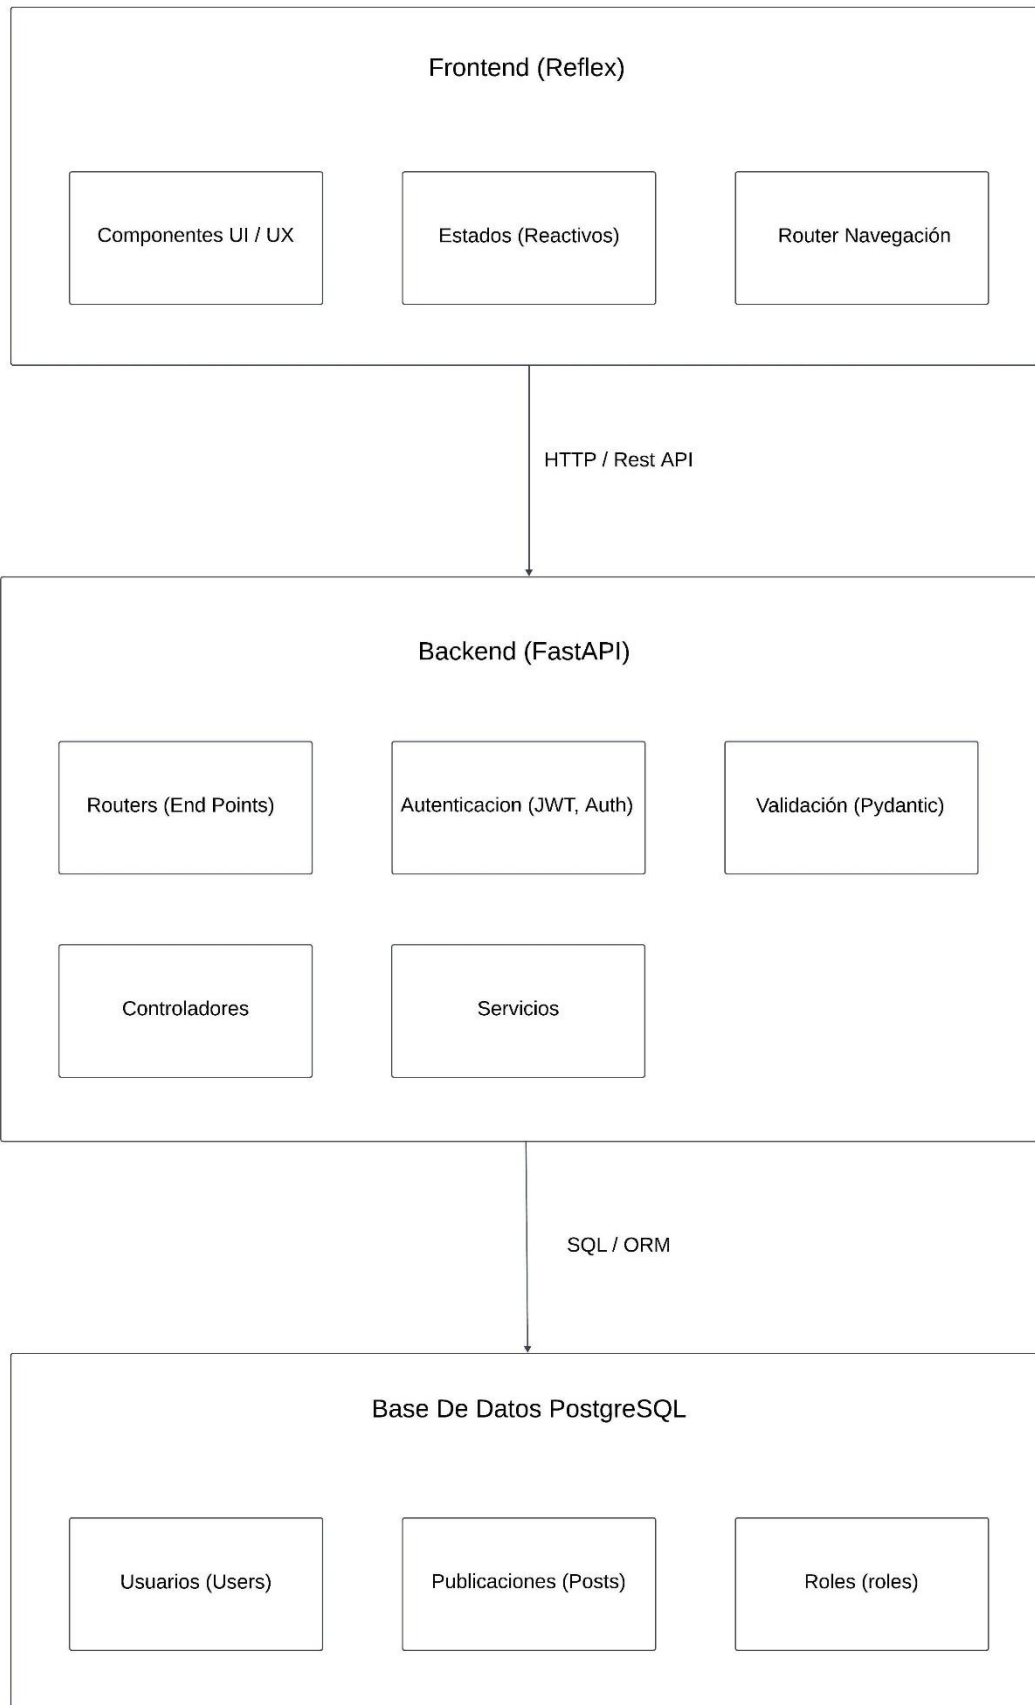 Frontend (Reflex)
Componentes UI / UX
Estados (Reactivos)
Router Navegación
HTTP / Rest API
Backend (FastAPI)
Routers (End Points)
Autenticacion (JWT, Auth)
Validación (Pydantic)
Controladores
Servicios
SQL / ORM
Base De Datos PostgreSQL
Usuarios (Users)
Publicaciones (Posts)
Roles (roles)